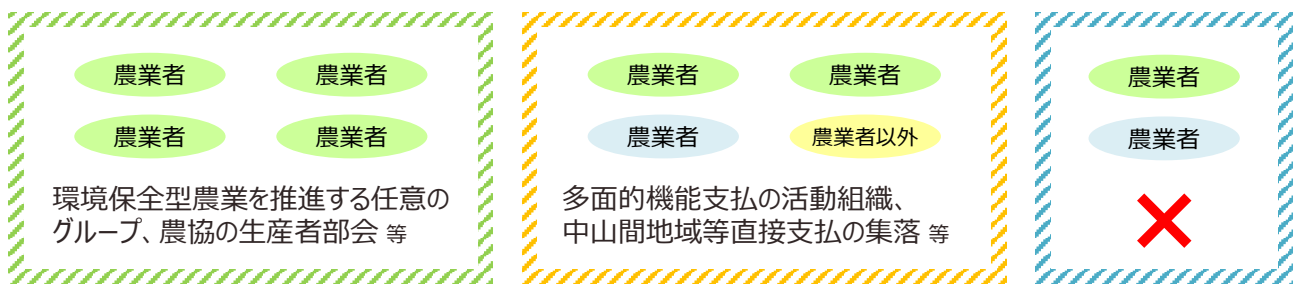 農業者 農業者
農業者 農業者
環境保全型農業を推進する任意の
グループ、農協の生産者部会 等
農業者 農業者
農業者 農業者以外
多面的機能支払の活動組織、
中山間地域等直接支払の集落 等
農業者
農業者